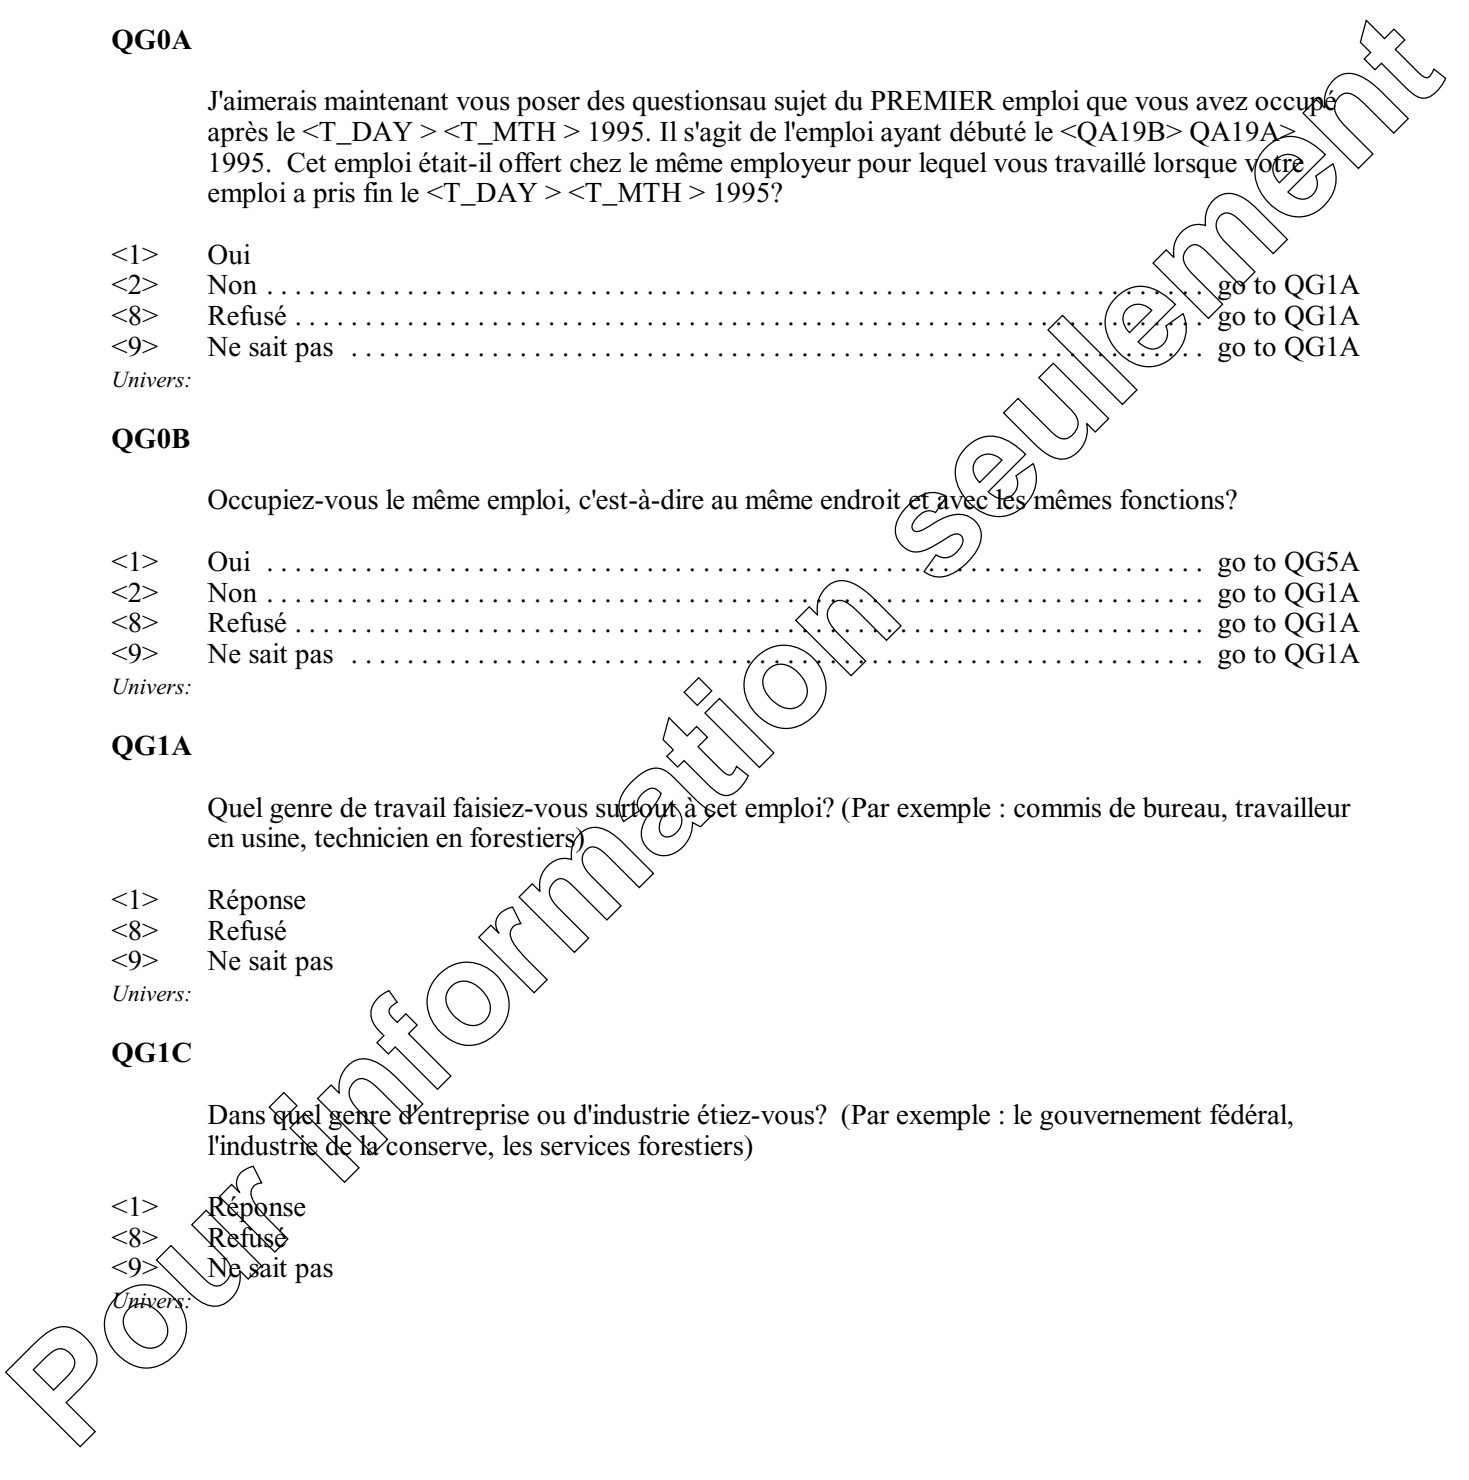 QG0A
J'aimerais maintenant vous poser des questionsau sujet du PREMIER emploi que vous avez occupé
après le <T_DAY > <T_MTH > 1995. Il s'agit de l'emploi ayant débuté le <QA19B> QA19A>
1995.  Cet emploi était-il offert chez le même employeur pour lequel vous travaillé lorsque votre
emploi a pris fin le <T_DAY > <T_MTH > 1995?
<1> Oui
<2> Non . . . . . . . . . . . . . . . . . . . . . . . . . . . . . . . . . . . . . . . . go to QG1A
<8> Refusé . . . . . . . . . . . . . . . . . . . . . . . . . . . . . . . . . . . . . . . . go to QG1A
<9> Ne sait pas . . . . . . . . . . . . . . . . . . . . . . . . . . . . . . . . . . . . . . . . go to QG1A
Univers:
QG0B
Occupiez-vous le même emploi, c'est-à-dire au même endroit et avec les mêmes fonctions?
<1> Oui . . . . . . . . . . . . . . . . . . . . . . . . . . . . . . . . . . . . . . . . go to QG5A
<2> Non . . . . . . . . . . . . . . . . . . . . . . . . . . . . . . . . . . . . . . . . go to QG1A
<8> Refusé . . . . . . . . . . . . . . . . . . . . . . . . . . . . . . . . . . . . . . . . go to QG1A
<9> Ne sait pas . . . . . . . . . . . . . . . . . . . . . . . . . . . . . . . . . . . . . . . . go to QG1A
Univers:
QG1A
Quel genre de travail faisiez-vous surtout à cet emploi? (Par exemple : commis de bureau, travailleur
en usine, technicien en forestiers)
<1> Réponse
<8> Refusé
<9> Ne sait pas
Univers:
QG1C
Dans quel genre d'entreprise ou d'industrie étiez-vous?  (Par exemple : le gouvernement fédéral,
l'industrie de la conserve, les services forestiers)
<1> Réponse
<8> Refusé
<9> Ne sait pas
Univers:
Pour information seulement